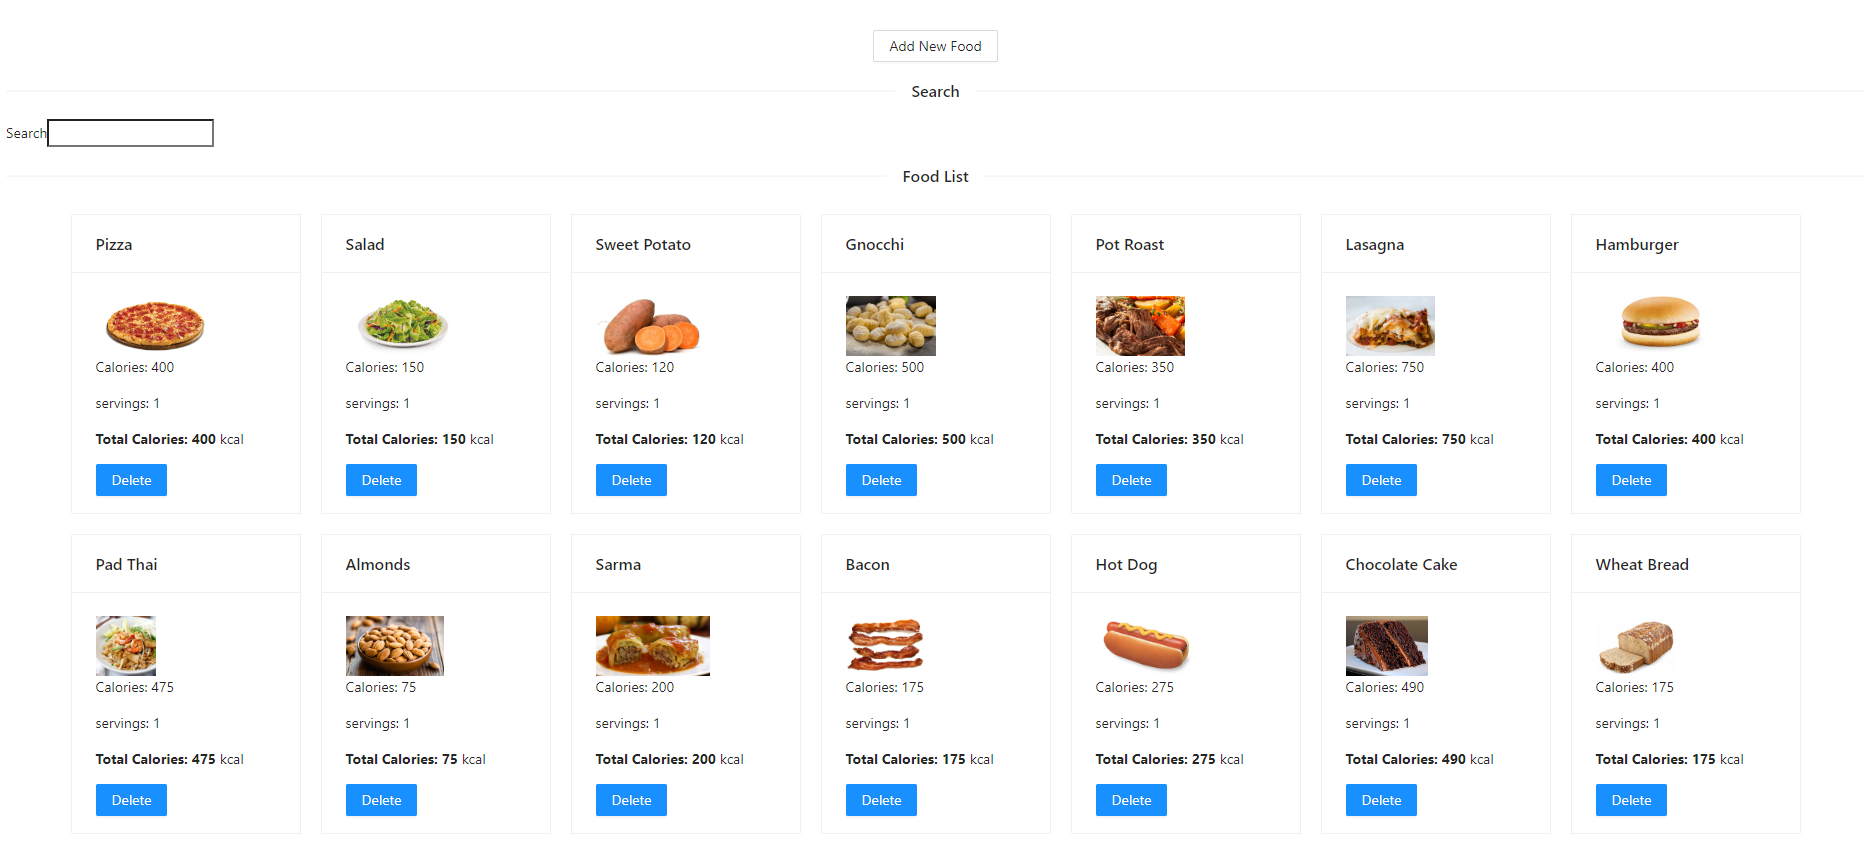 Add New Food
Search
Search
Food List
Pizza
Calories: 400
servings: 1
Total Calories: 400 kcal
Delete
Salad
Calories: 150
servings: 1
Total Calories: 150 kcal
Delete
Sweet Potato
Calories: 120
servings: 1
Total Calories: 120 kcal
Delete
Gnocchi
Calories: 500
servings: 1
Total Calories: 500 kcal
Delete
Pot Roast
Calories: 350
servings: 1
Total Calories: 350 kcal
Delete
Lasagna
Calories: 750
servings: 1
Total Calories: 750 kcal
Delete
Hamburger
Calories: 400
servings: 1
Total Calories: 400 kcal
Delete
Pad Thai
Calories: 475
servings: 1
Total Calories: 475 kcal
Delete
Almonds
Calories: 75
servings: 1
Total Calories: 75 kcal
Delete
Sarma
Calories: 200
servings: 1
Total Calories: 200 kcal
Delete
Bacon
Calories: 175
servings: 1
Total Calories: 175 kcal
Delete
Hot Dog
Calories: 275
servings: 1
Total Calories: 275 kcal
Delete
Chocolate Cake
Calories: 490
servings: 1
Total Calories: 490 kcal
Delete
Wheat Bread
Calories: 175
servings: 1
Total Calories: 175 kcal
Delete